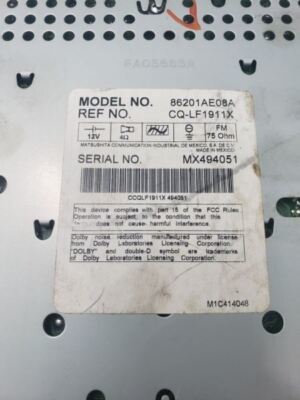 FA05663A
MODEL NO. 86201AE08A
REF NO. CQ-LF1911X
12V 4Ω FM 75 Ohm
MATSUSHITA COMMUNICATION INDUSTRIAL DE MEXICO, S.A. DE C.V.
MADE IN MEXICO
SERIAL NO. MX494051
CCQLF1911X 494051
This device complies with part 15 of the FCC Rules
Operation is subject to the condition that this
device does not cause harmful interference.
Dolby noise reduction manufactured under license
from Dolby Laboratories Licensing Corporation.
"DOLBY" and double-D symbol are trademarks
of Dolby Laboratories Licensing Corporation.
M1C414046